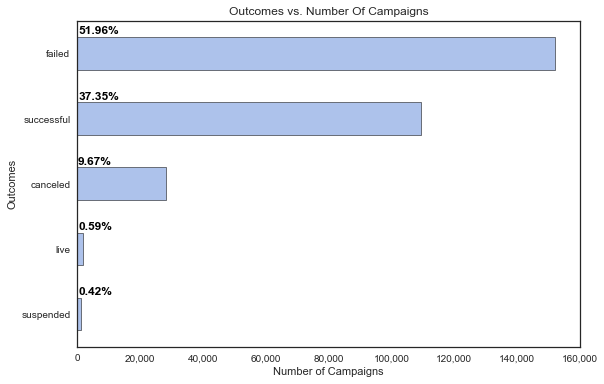 Outcomes vs. Number Of Campaigns
51.96%
failed
37.35%
successful
9.67%
canceled
0.59%
live
0.42%
suspended
Outcomes
0 20,000 40,000 60,000 80,000 100,000 120,000 140,000 160,000
Number of Campaigns